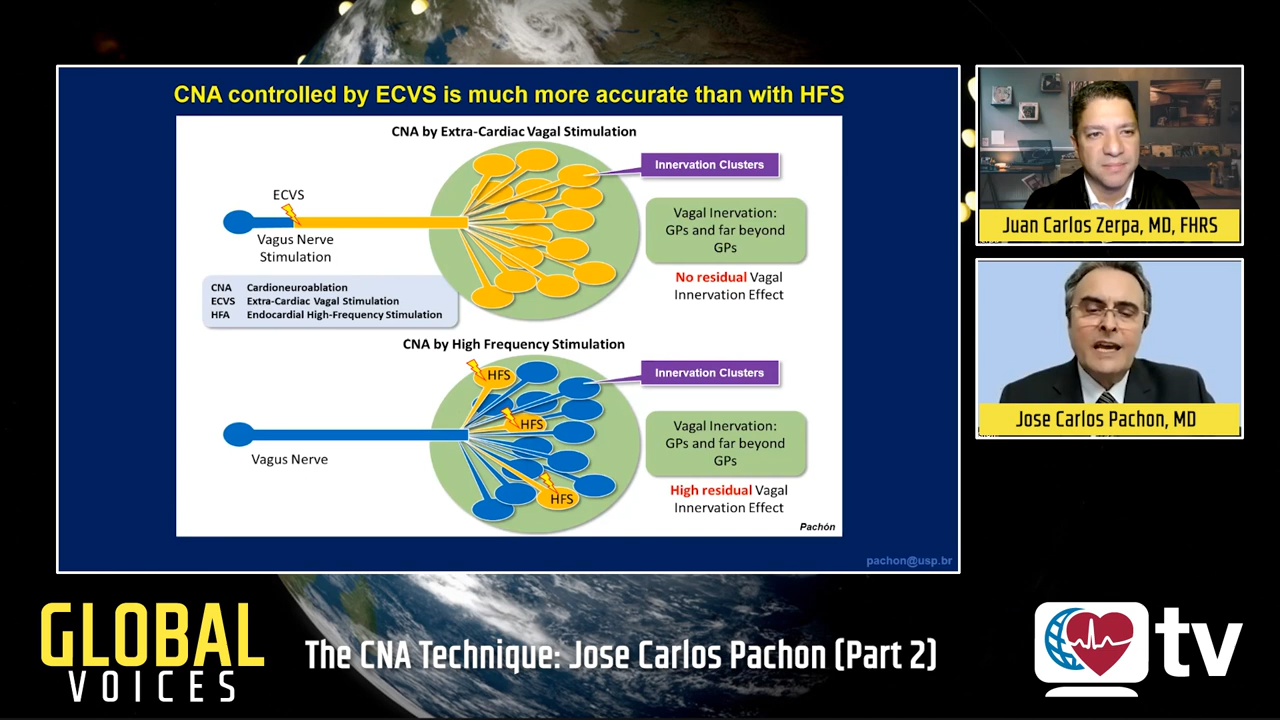 CNA controlled by ECVS is much more accurate than with HFS
CNA by Extra-Cardiac Vagal Stimulation
Innervation Clusters
ECVS
Vagus Nerve
Stimulation
Vagal Inervation:
GPs and far beyond
GPs
No residual Vagal
Innervation Effect
CNA Cardioneuroablation
ECVS Extra-Cardiac Vagal Stimulation
HFA Endocardial High-Frequency Stimulation
CNA by High Frequency Stimulation
HFS
HFS
HFS
Innervation Clusters
Vagus Nerve
Vagal Inervation:
GPs and far beyond
GPs
High residual Vagal
Innervation Effect
Pachón
pachon@usp.br
Juan Carlos Zerpa, MD, FHRS
Jose Carlos Pachon, MD
GLOBAL
VOICES
The CNA Technique: Jose Carlos Pachon (Part 2)
tv